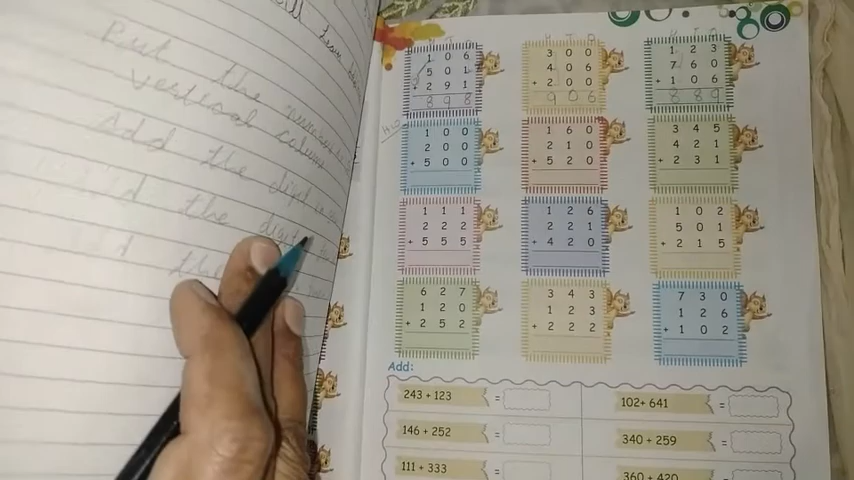 Put the
vertical column
Add the digit
the digit
the
H T O
1 0 6
5 0 1
+ 2 9 1
8 9 8
H T O
3 0 0
4 0 6
+ 2 0 0
9 0 6
H T O
1 2 3
7 6 0
+ 1 0 6
8 8 9
H T O
1 0 0
2 0 0
+ 5 0 0
1 6 0
2 1 0
+ 5 2 0
3 4 5
4 2 1
+ 2 3 1
1 1 1
2 2 2
+ 5 5 5
1 2 6
2 2 1
+ 4 2 0
1 0 2
5 0 1
+ 2 1 5
6 2 7
1 2 0
+ 2 5 2
3 4 3
1 2 3
+ 2 2 2
7 3 0
1 2 6
+ 1 0 2
Add:
243 + 123 =
102 + 641 =
146 + 252 =
340 + 259 =
111 + 333 =
360 + 420 =